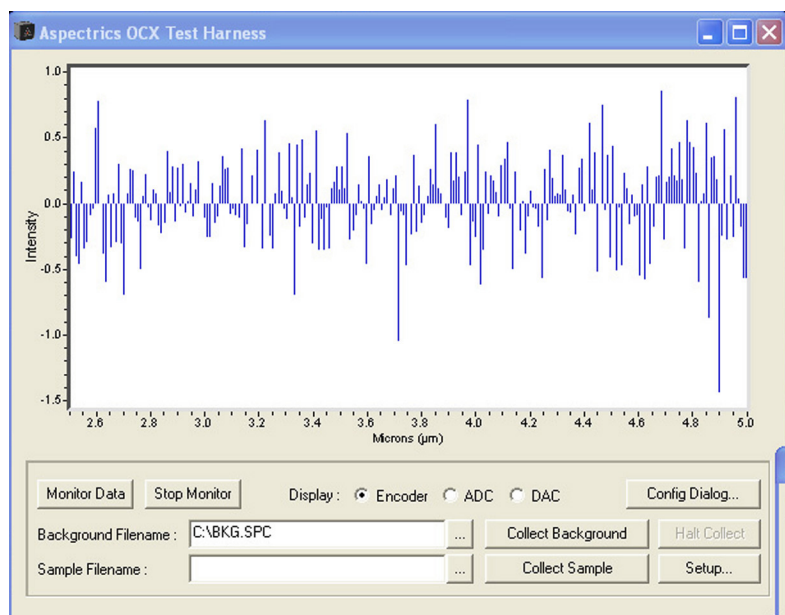 Aspectrics OCX Test Harness
1.0
0.5
0.0
-0.5
-1.0
-1.5
Intensity
2.6 2.8 3.0 3.2 3.4 3.6 3.8 4.0 4.2 4.4 4.6 4.8 5.0
Microns (µm)
Monitor Data Stop Monitor Display : Encoder ADC DAC Config Dialog...
Background Filename : C:\BKG.SPC ... Collect Background Halt Collect
Sample Filename : ... Collect Sample Setup...